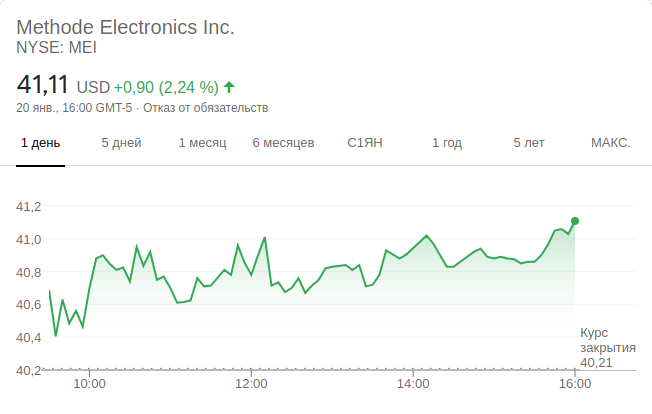 Methode Electronics Inc.
NYSE: MEI
41,11 USD +0,90 (2,24 %)
20 янв., 16:00 GMT-5 · Отказ от обязательств
1 день 5 дней 1 месяц 6 месяцев С1ЯН 1 год 5 лет МАКС.
41,2
41,0
40,8
40,6
40,4
40,2
Курс
закрытия
40,21
10:00 12:00 14:00 16:00